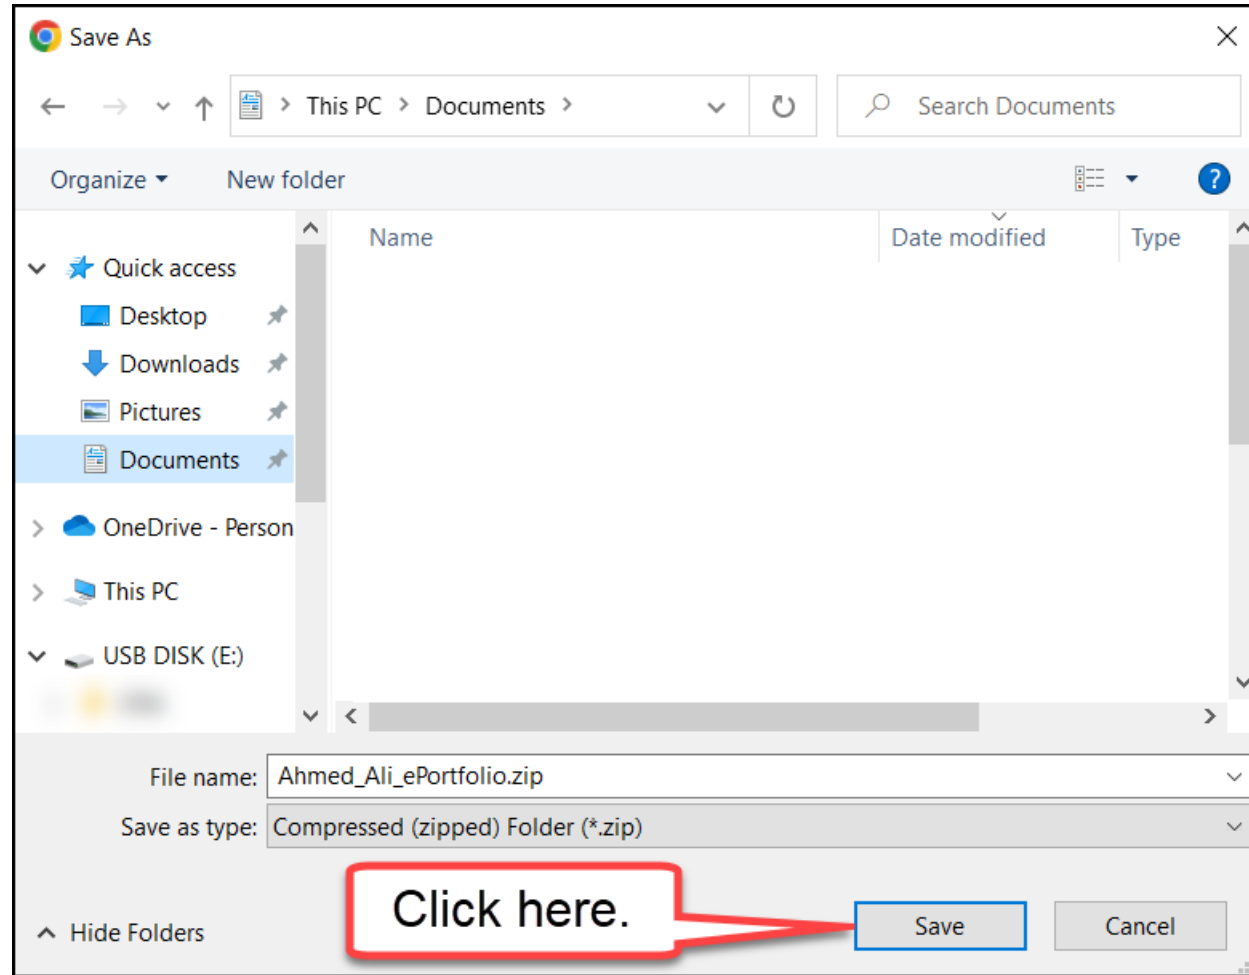 Save As
This PC > Documents >
Search Documents
Organize
New folder
?
Name
Date modified
Type
Quick access
Desktop
Downloads
Pictures
Documents
OneDrive - Person
This PC
USB DISK (E:)
File name: Ahmed_Ali_ePortfolio.zip
Save as type: Compressed (zipped) Folder (*.zip)
Click here.
Hide Folders
Save
Cancel